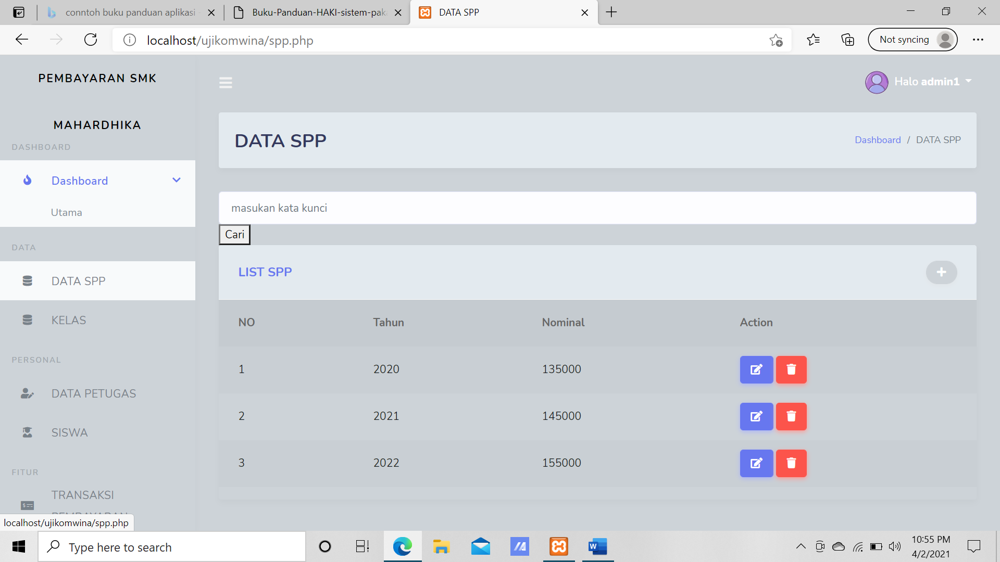 conntoh buku panduan aplikasi
Buku-Panduan-HAKI-sistem-pak
DATA SPP
localhost/ujikomwina/spp.php
Not syncing
PEMBAYARAN SMK
MAHARDHIKA
Halo admin1
DASHBOARD
Dashboard
Utama
DATA
DATA SPP
KELAS
PERSONAL
DATA PETUGAS
SISWA
FITUR
TRANSAKSI
PEMBAYARAN
DATA SPP
Dashboard / DATA SPP
masukan kata kunci
Cari
LIST SPP
NO Tahun Nominal Action
1 2020 135000
2 2021 145000
3 2022 155000
localhost/ujikomwina/spp.php
Type here to search
10:55 PM
4/2/2021